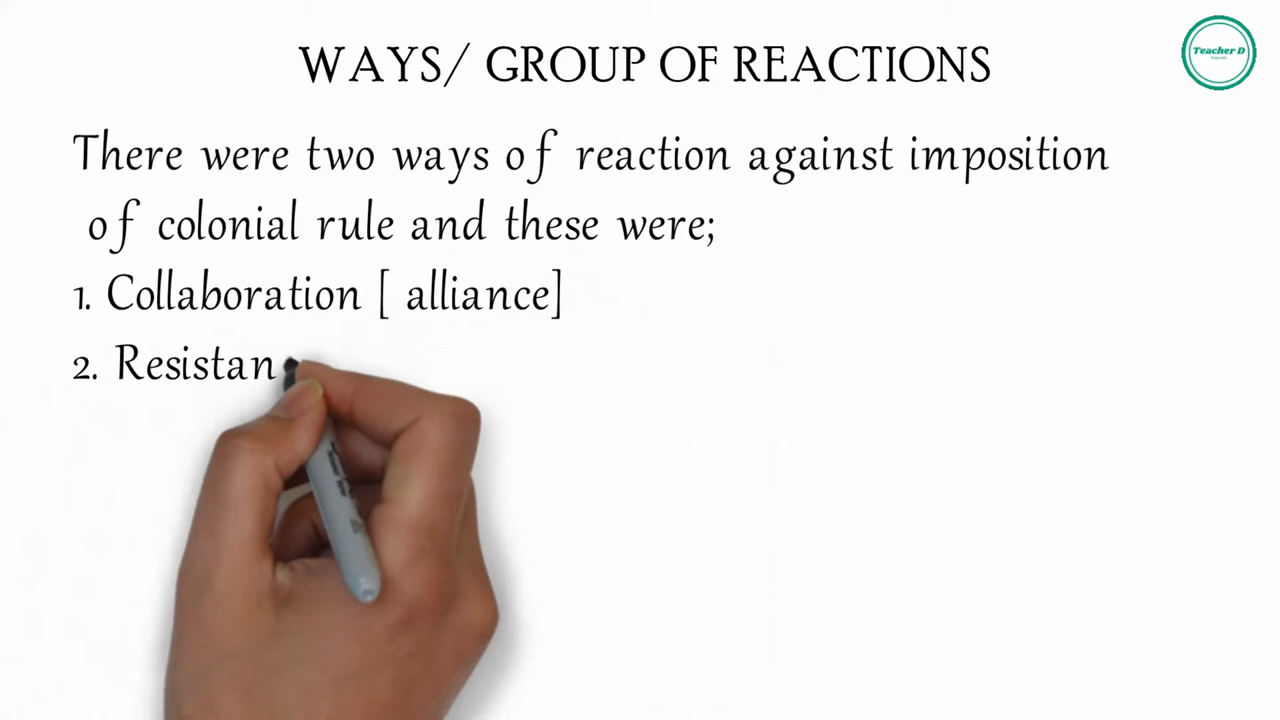 WAYS/ GROUP OF REACTIONS
Teacher D
There were two ways of reaction against imposition
of colonial rule and these were;
1. Collaboration [ alliance]
2. Resistan